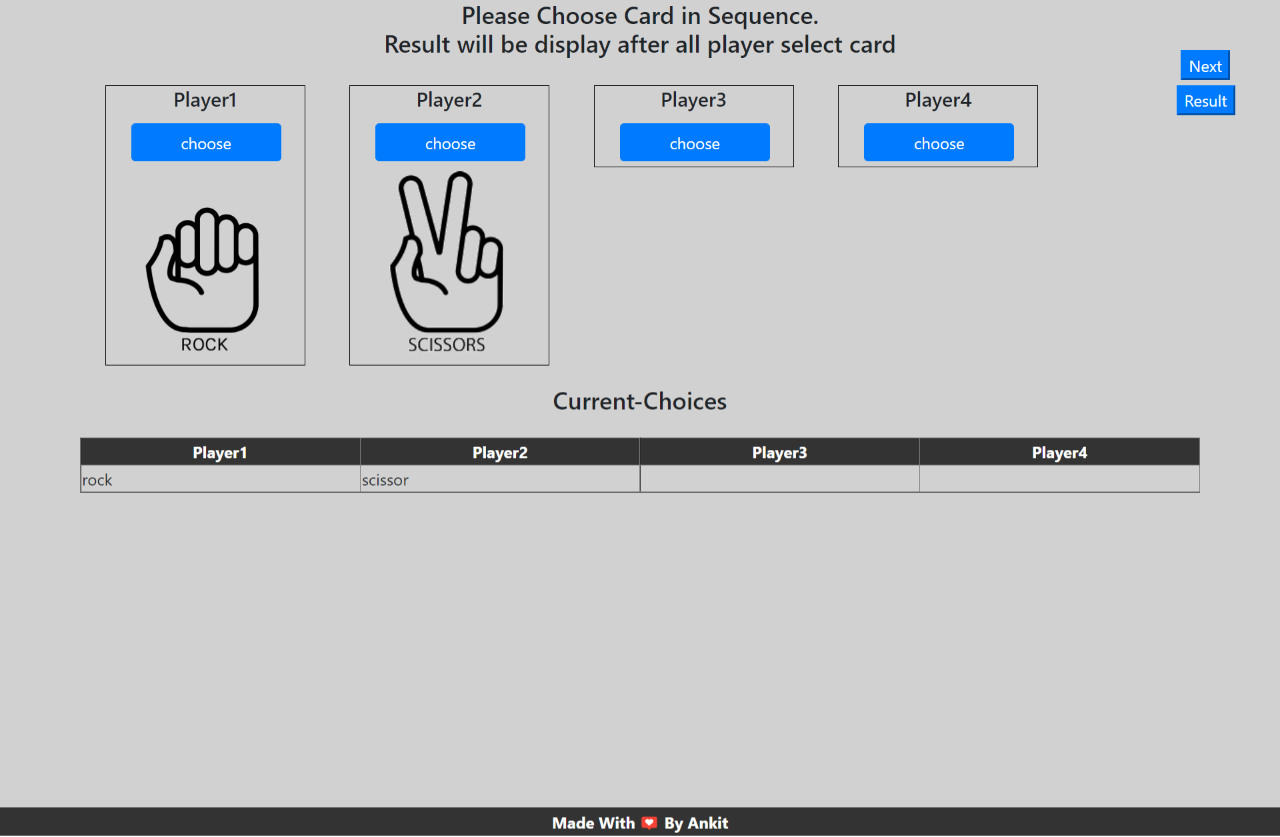 Please Choose Card in Sequence.
Result will be display after all player select card
Next
Result
Player1
choose
ROCK
Player2
choose
SCISSORS
Player3
choose
Player4
choose
Current-Choices
Player1 Player2 Player3 Player4
rock scissor
Made With 💌 By Ankit